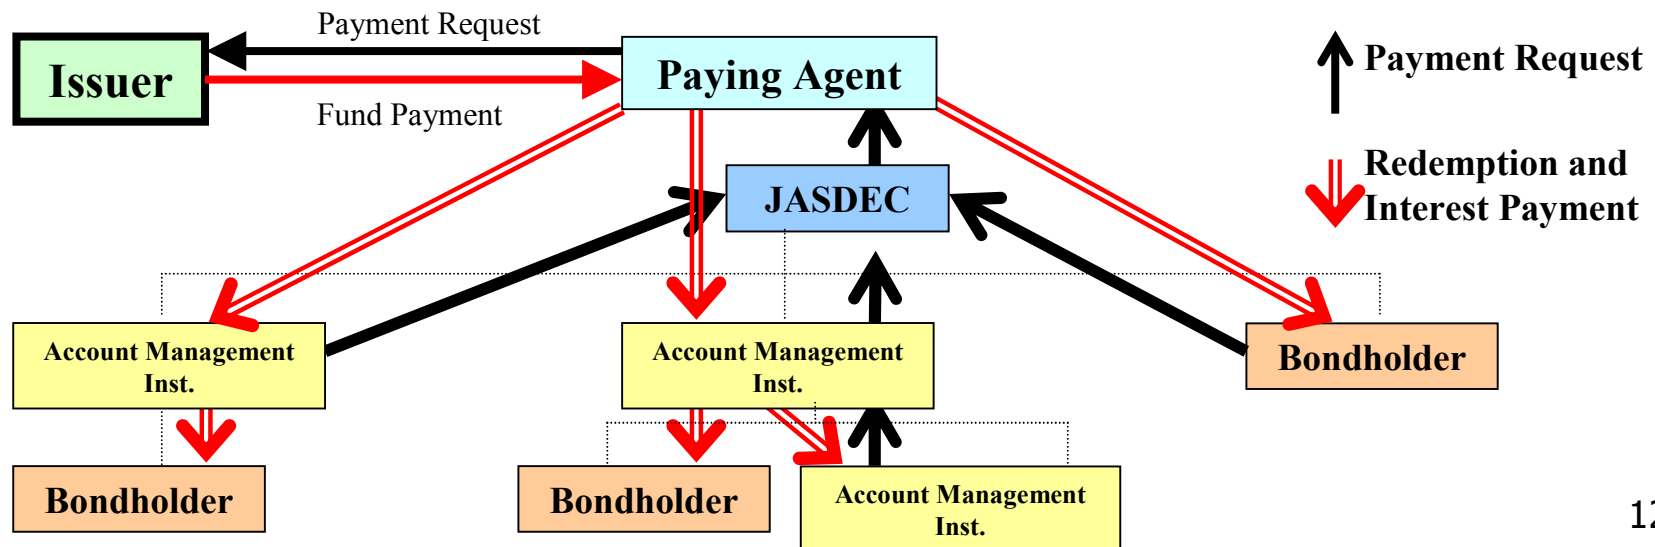 Payment Request
Issuer
Paying Agent
Fund Payment
Payment Request
Redemption and
Interest Payment
JASDEC
Account Management
Inst.
Account Management
Inst.
Bondholder
Bondholder
Bondholder
Account Management
Inst.
12